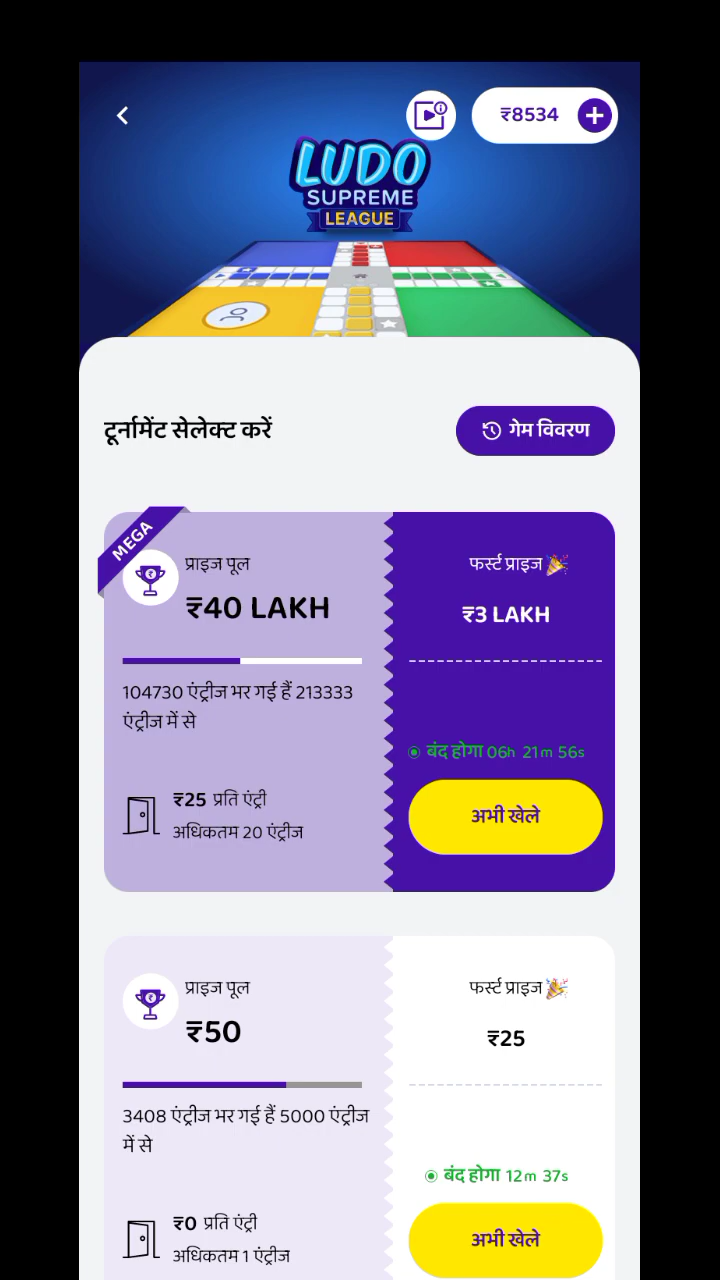 ₹8534
LUDO
SUPREME
LEAGUE
टूर्नामेंट सेलेक्ट करें
गेम विवरण
MEGA
प्राइज पूल
₹40 LAKH
फर्स्ट प्राइज
₹3 LAKH
104730 एंट्रीज भर गई हैं 213333
एंट्रीज में से
बंद होगा 06h 21m 56s
₹25 प्रति एंट्री
अधिकतम 20 एंट्रीज
अभी खेले
प्राइज पूल
₹50
फर्स्ट प्राइज
₹25
3408 एंट्रीज भर गई हैं 5000 एंट्रीज
में से
बंद होगा 12m 37s
₹0 प्रति एंट्री
अधिकतम 1 एंट्रीज
अभी खेले